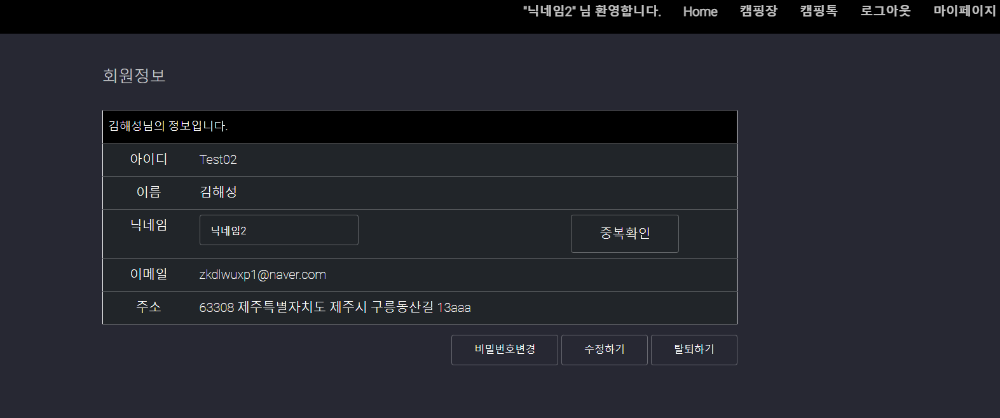 "닉네임2" 님 환영합니다. Home 캠핑장 캠핑톡 로그아웃 마이페이지
회원정보
김해성님의 정보입니다.
아이디 Test02
이름 김해성
닉네임 닉네임2 중복확인
이메일 zkdlwuxp1@naver.com
주소 63308 제주특별자치도 제주시 구릉동산길 13aaa
비밀번호변경 수정하기 탈퇴하기